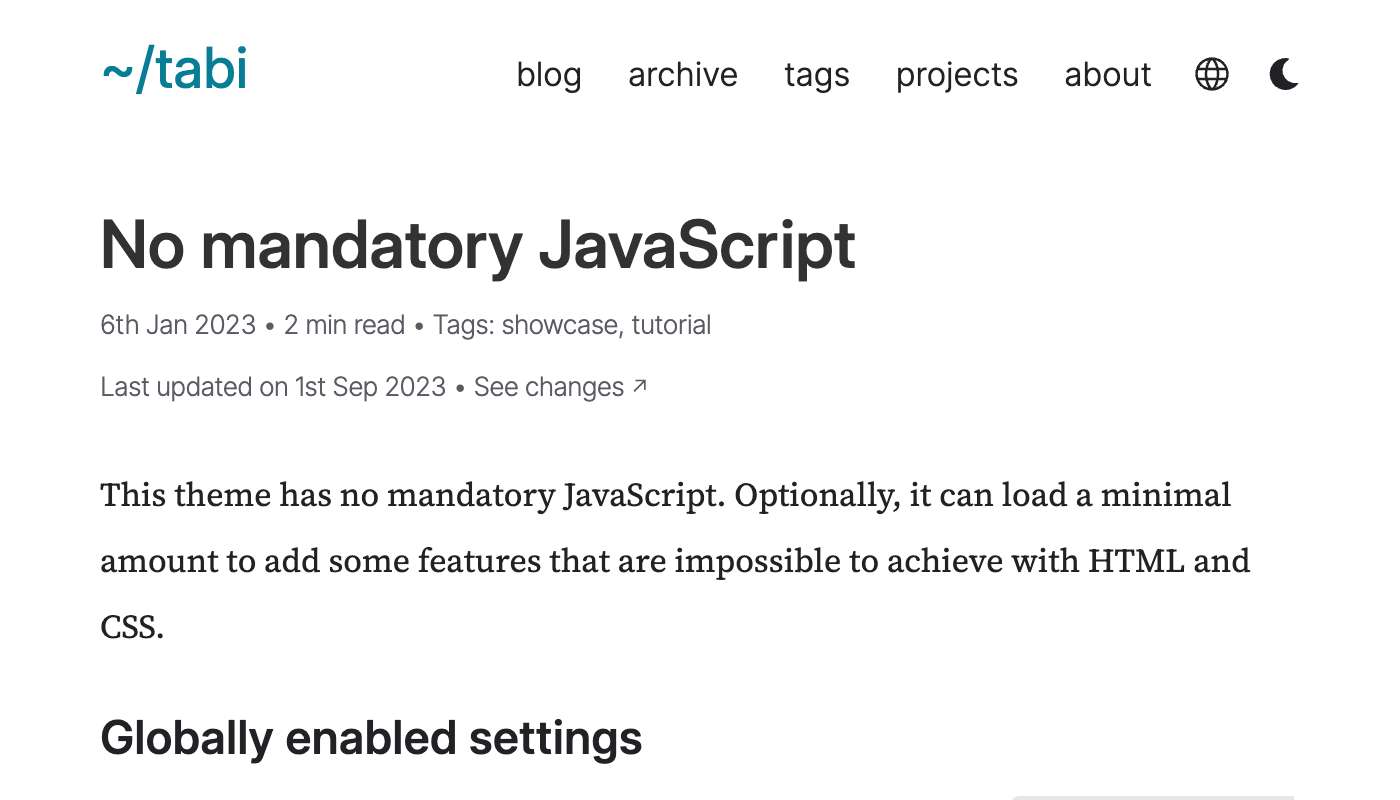 ~/tabi
blog archive tags projects about
No mandatory JavaScript
6th Jan 2023 • 2 min read • Tags: showcase, tutorial
Last updated on 1st Sep 2023 • See changes ↗
This theme has no mandatory JavaScript. Optionally, it can load a minimal
amount to add some features that are impossible to achieve with HTML and
CSS.
Globally enabled settings